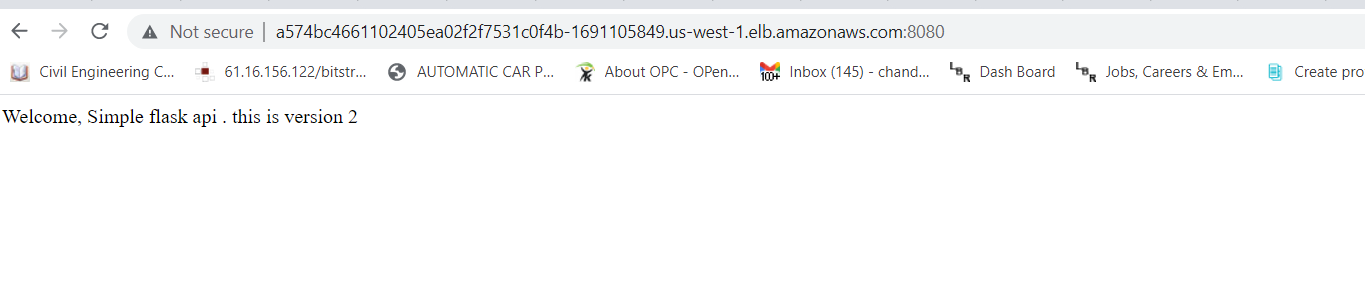 Not secure | a574bc4661102405ea02f2f7531c0f4b-1691105849.us-west-1.elb.amazonaws.com:8080
Civil Engineering C... 61.16.156.122/bitstr... AUTOMATIC CAR P... About OPC - OPen... 100+ Inbox (145) - chand... LBR Dash Board LBR Jobs, Careers & Em... Create pro
Welcome, Simple flask api . this is version 2